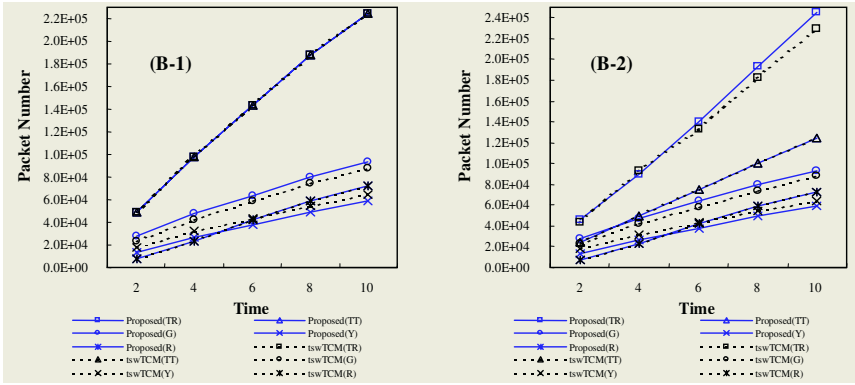 (B-1)
Packet Number
2.2E+05
2.0E+05
1.8E+05
1.6E+05
1.4E+05
1.2E+05
1.0E+05
8.0E+04
6.0E+04
4.0E+04
2.0E+04
0.0E+00
2 4 6 8 10
Time
Proposed(TR) Proposed(TT)
Proposed(G) Proposed(Y)
Proposed(R) tswTCM(TR)
tswTCM(TT) tswTCM(G)
tswTCM(Y) tswTCM(R)
(B-2)
Packet Number
2.4E+05
2.2E+05
2.0E+05
1.8E+05
1.6E+05
1.4E+05
1.2E+05
1.0E+05
8.0E+04
6.0E+04
4.0E+04
2.0E+04
0.0E+00
2 4 6 8 10
Time
Proposed(TR) Proposed(TT)
Proposed(G) Proposed(Y)
Proposed(R) tswTCM(TR)
tswTCM(TT) tswTCM(G)
tswTCM(Y) tswTCM(R)